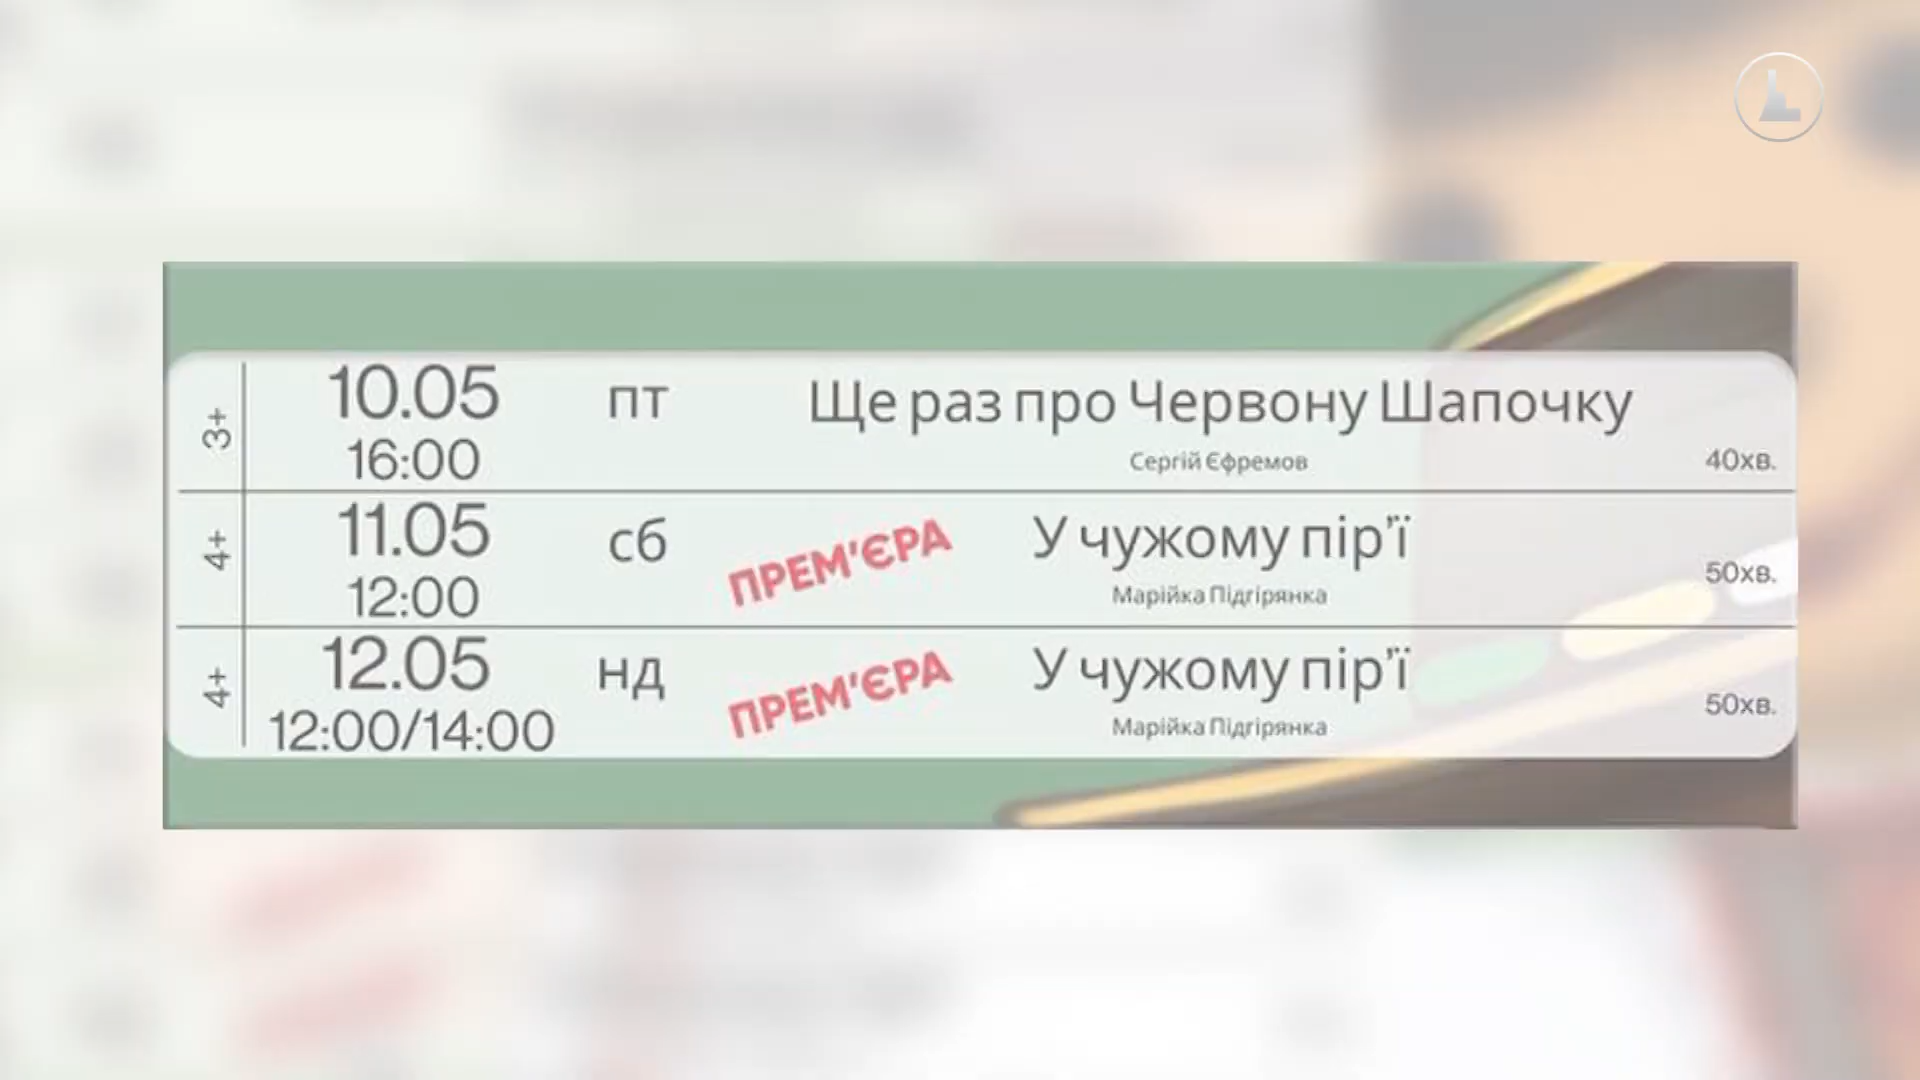 3+
10.05 пт Ще раз про Червону Шапочку
16:00 Сергій Єфремов 40хв.
4+
11.05 сб ПРЕМ'ЄРА У чужому пір’ї
12:00 Марійка Підгірянка 50хв.
4+
12.05 нд ПРЕМ'ЄРА У чужому пір’ї
12:00/14:00 Марійка Підгірянка 50хв.